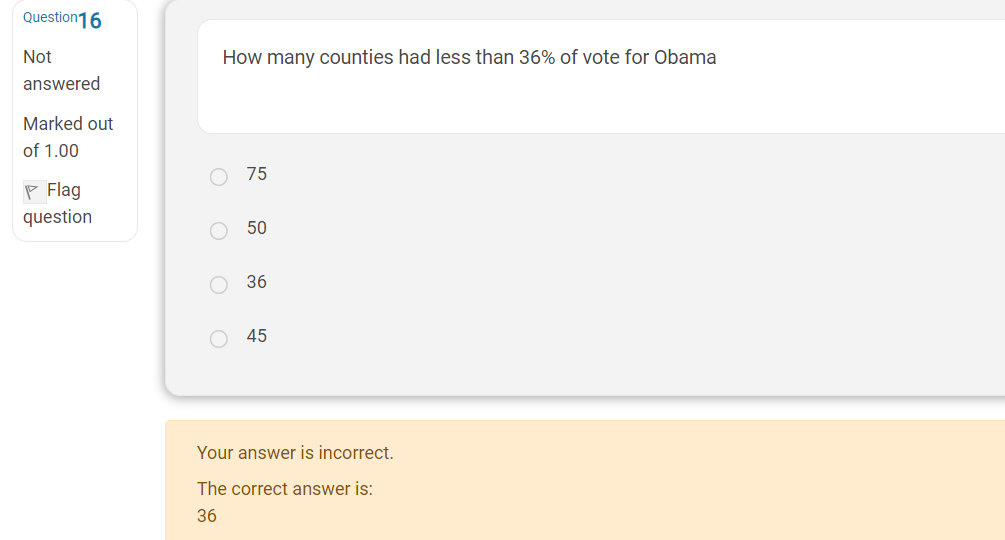 Question16
Not
answered
Marked out
of 1.00
Flag
question
How many counties had less than 36% of vote for Obama
75
50
36
45
Your answer is incorrect.
The correct answer is:
36